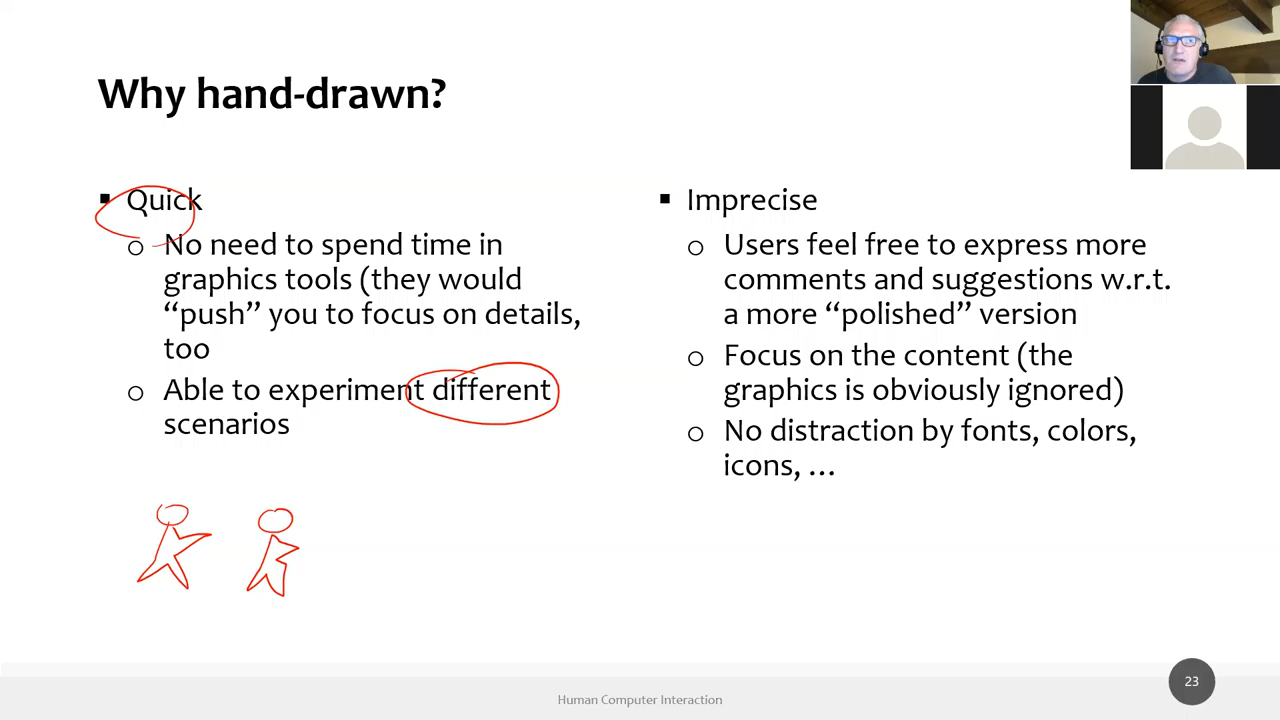 Why hand-drawn?
▪ Quick
o No need to spend time in
graphics tools (they would
“push” you to focus on details,
too
o Able to experiment different
scenarios
▪ Imprecise
o Users feel free to express more
comments and suggestions w.r.t.
a more “polished” version
o Focus on the content (the
graphics is obviously ignored)
o No distraction by fonts, colors,
icons, …
Human Computer Interaction
23